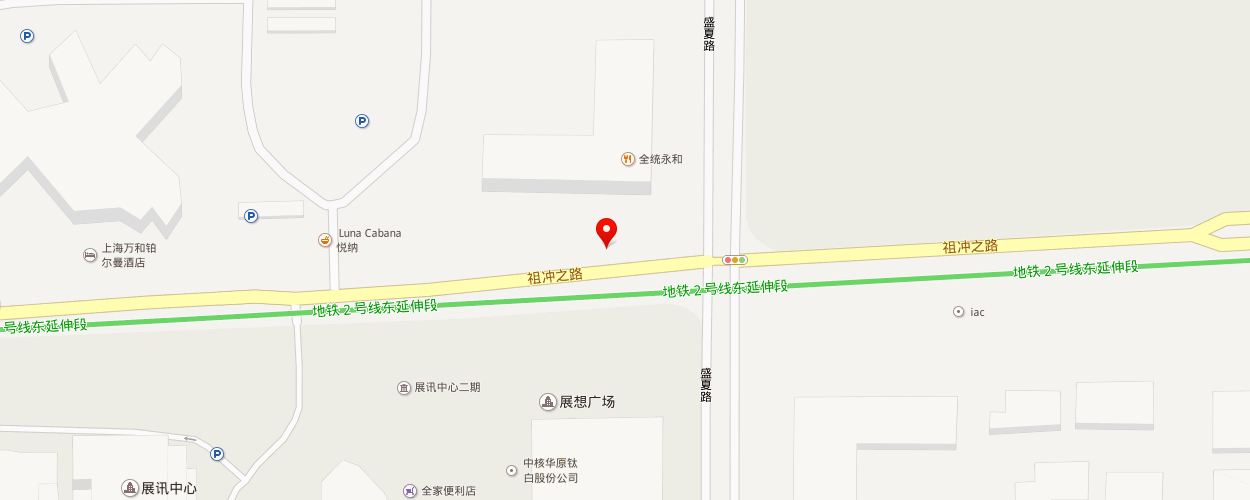 盛夏路
P
P
全统永和
P
Luna Cabana
悦纳
上海万和铂
尔曼酒店
祖冲之路
祖冲之路
地铁2号线东延伸段
地铁2号线东延伸段
地铁2号线东延伸段
号线东延伸段
iac
盛夏路
展讯中心二期
展想广场
P
中核华原钛
白股份公司
展讯中心
全家便利店